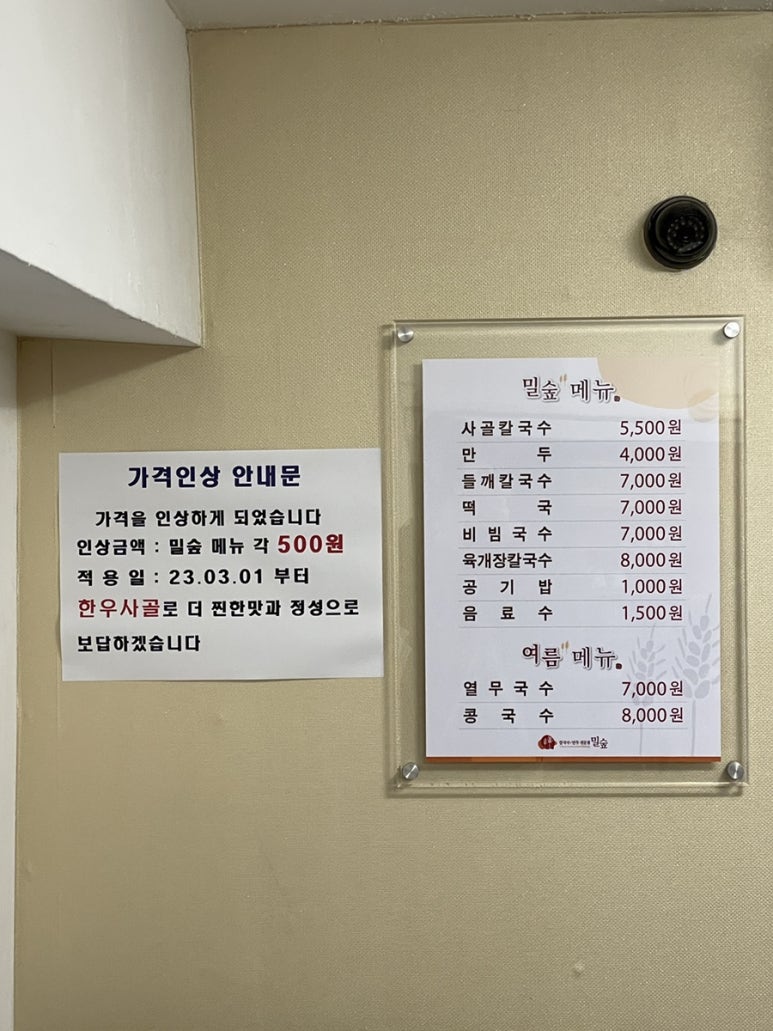 가격인상 안내문
가격을 인상하게 되었습니다
인상금액 : 밀숲 메뉴 각 500원
적 용 일 : 23.03.01 부터
한우사골로 더 찐한맛과 정성으로
보답하겠습니다
밀숲 메뉴
사골칼국수 5,500원
만두 4,000원
들깨칼국수 7,000원
떡국 7,000원
비빔국수 7,000원
육개장칼국수 8,000원
공기밥 1,000원
음료수 1,500원
여름 메뉴
열무국수 7,000원
콩국수 8,000원
밀숲